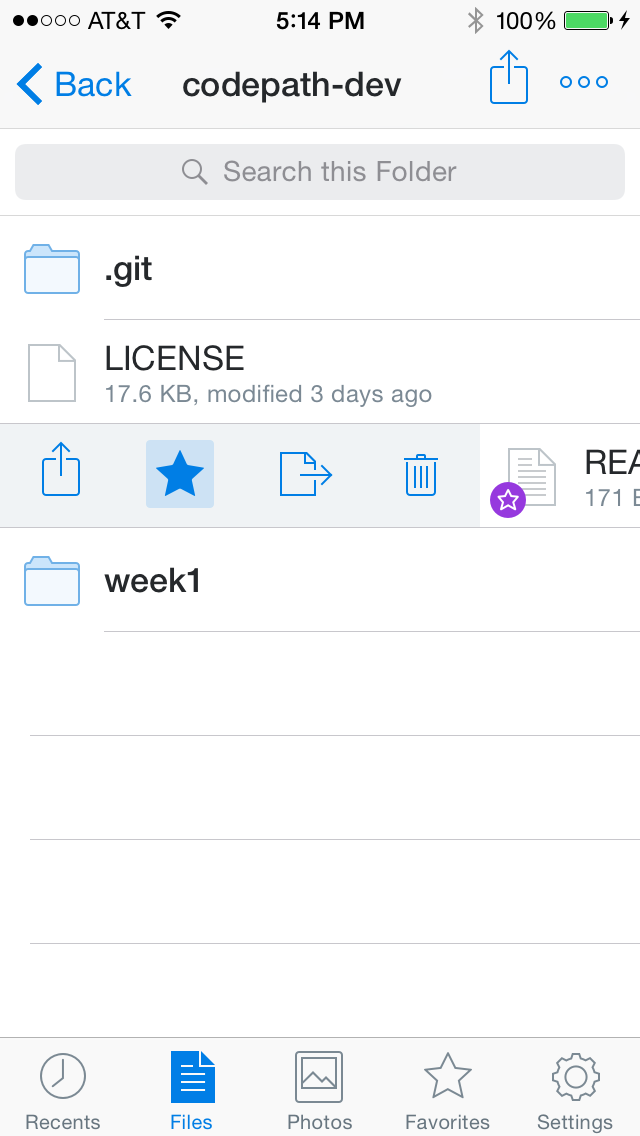 AT&T 5:14 PM 100%
Back codepath-dev
Search this Folder
.git
LICENSE
17.6 KB, modified 3 days ago
REA
171 B
week1
Recents Files Photos Favorites Settings